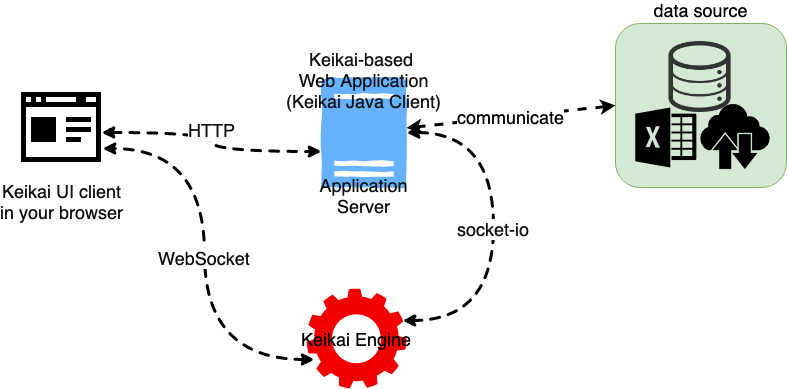 data source
Keikai-based
Web Application
(Keikai Java Client)
HTTP
communicate
X
Keikai UI client
in your browser
Application
Server
socket-io
WebSocket
Keikai Engine